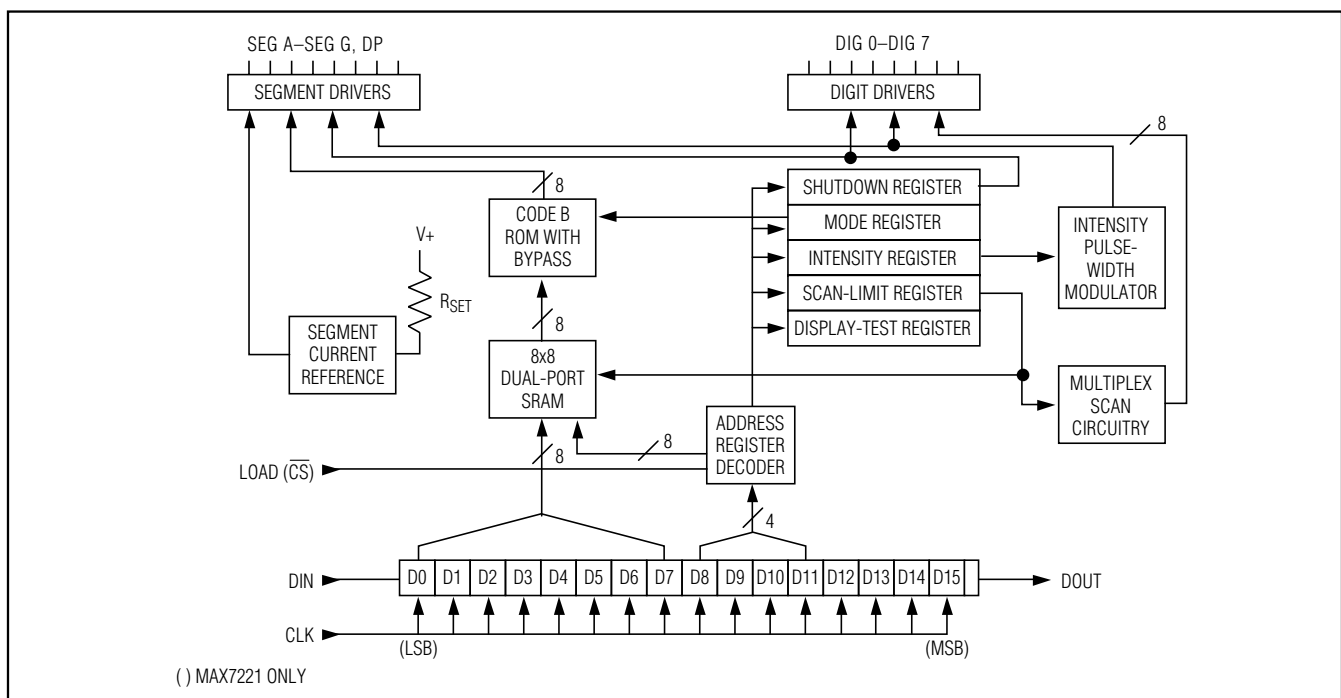 SEG A–SEG G, DP
DIG 0–DIG 7
SEGMENT DRIVERS
DIGIT DRIVERS
8
8
SHUTDOWN REGISTER
MODE REGISTER
INTENSITY REGISTER
SCAN-LIMIT REGISTER
DISPLAY-TEST REGISTER
CODE B
ROM WITH
BYPASS
INTENSITY
PULSE-
WIDTH
MODULATOR
V+
RSET
8
SEGMENT
CURRENT
REFERENCE
8x8
DUAL-PORT
SRAM
MULTIPLEX
SCAN
CIRCUITRY
ADDRESS
REGISTER
DECODER
8
8
LOAD (C̅S̅)
4
DIN
D0 D1 D2 D3 D4 D5 D6 D7 D8 D9 D10 D11 D12 D13 D14 D15
DOUT
CLK
(LSB)
(MSB)
( ) MAX7221 ONLY